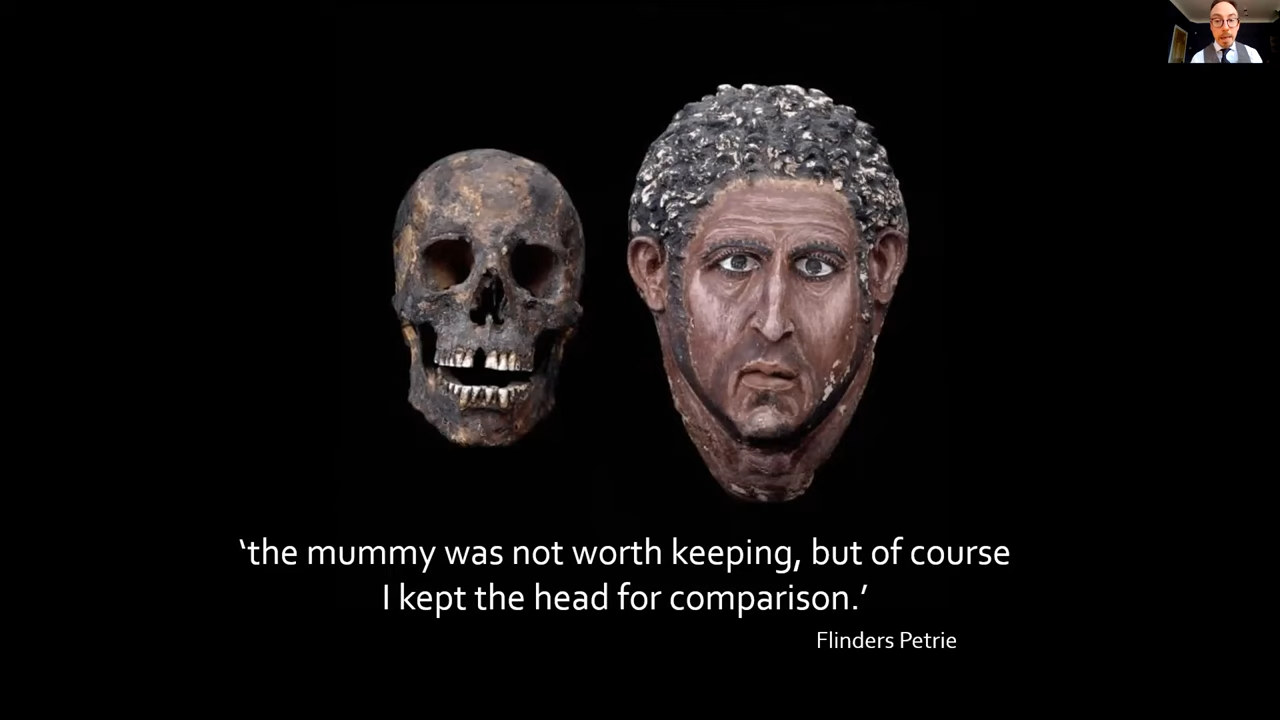 ‘the mummy was not worth keeping, but of course
I kept the head for comparison.’
Flinders Petrie